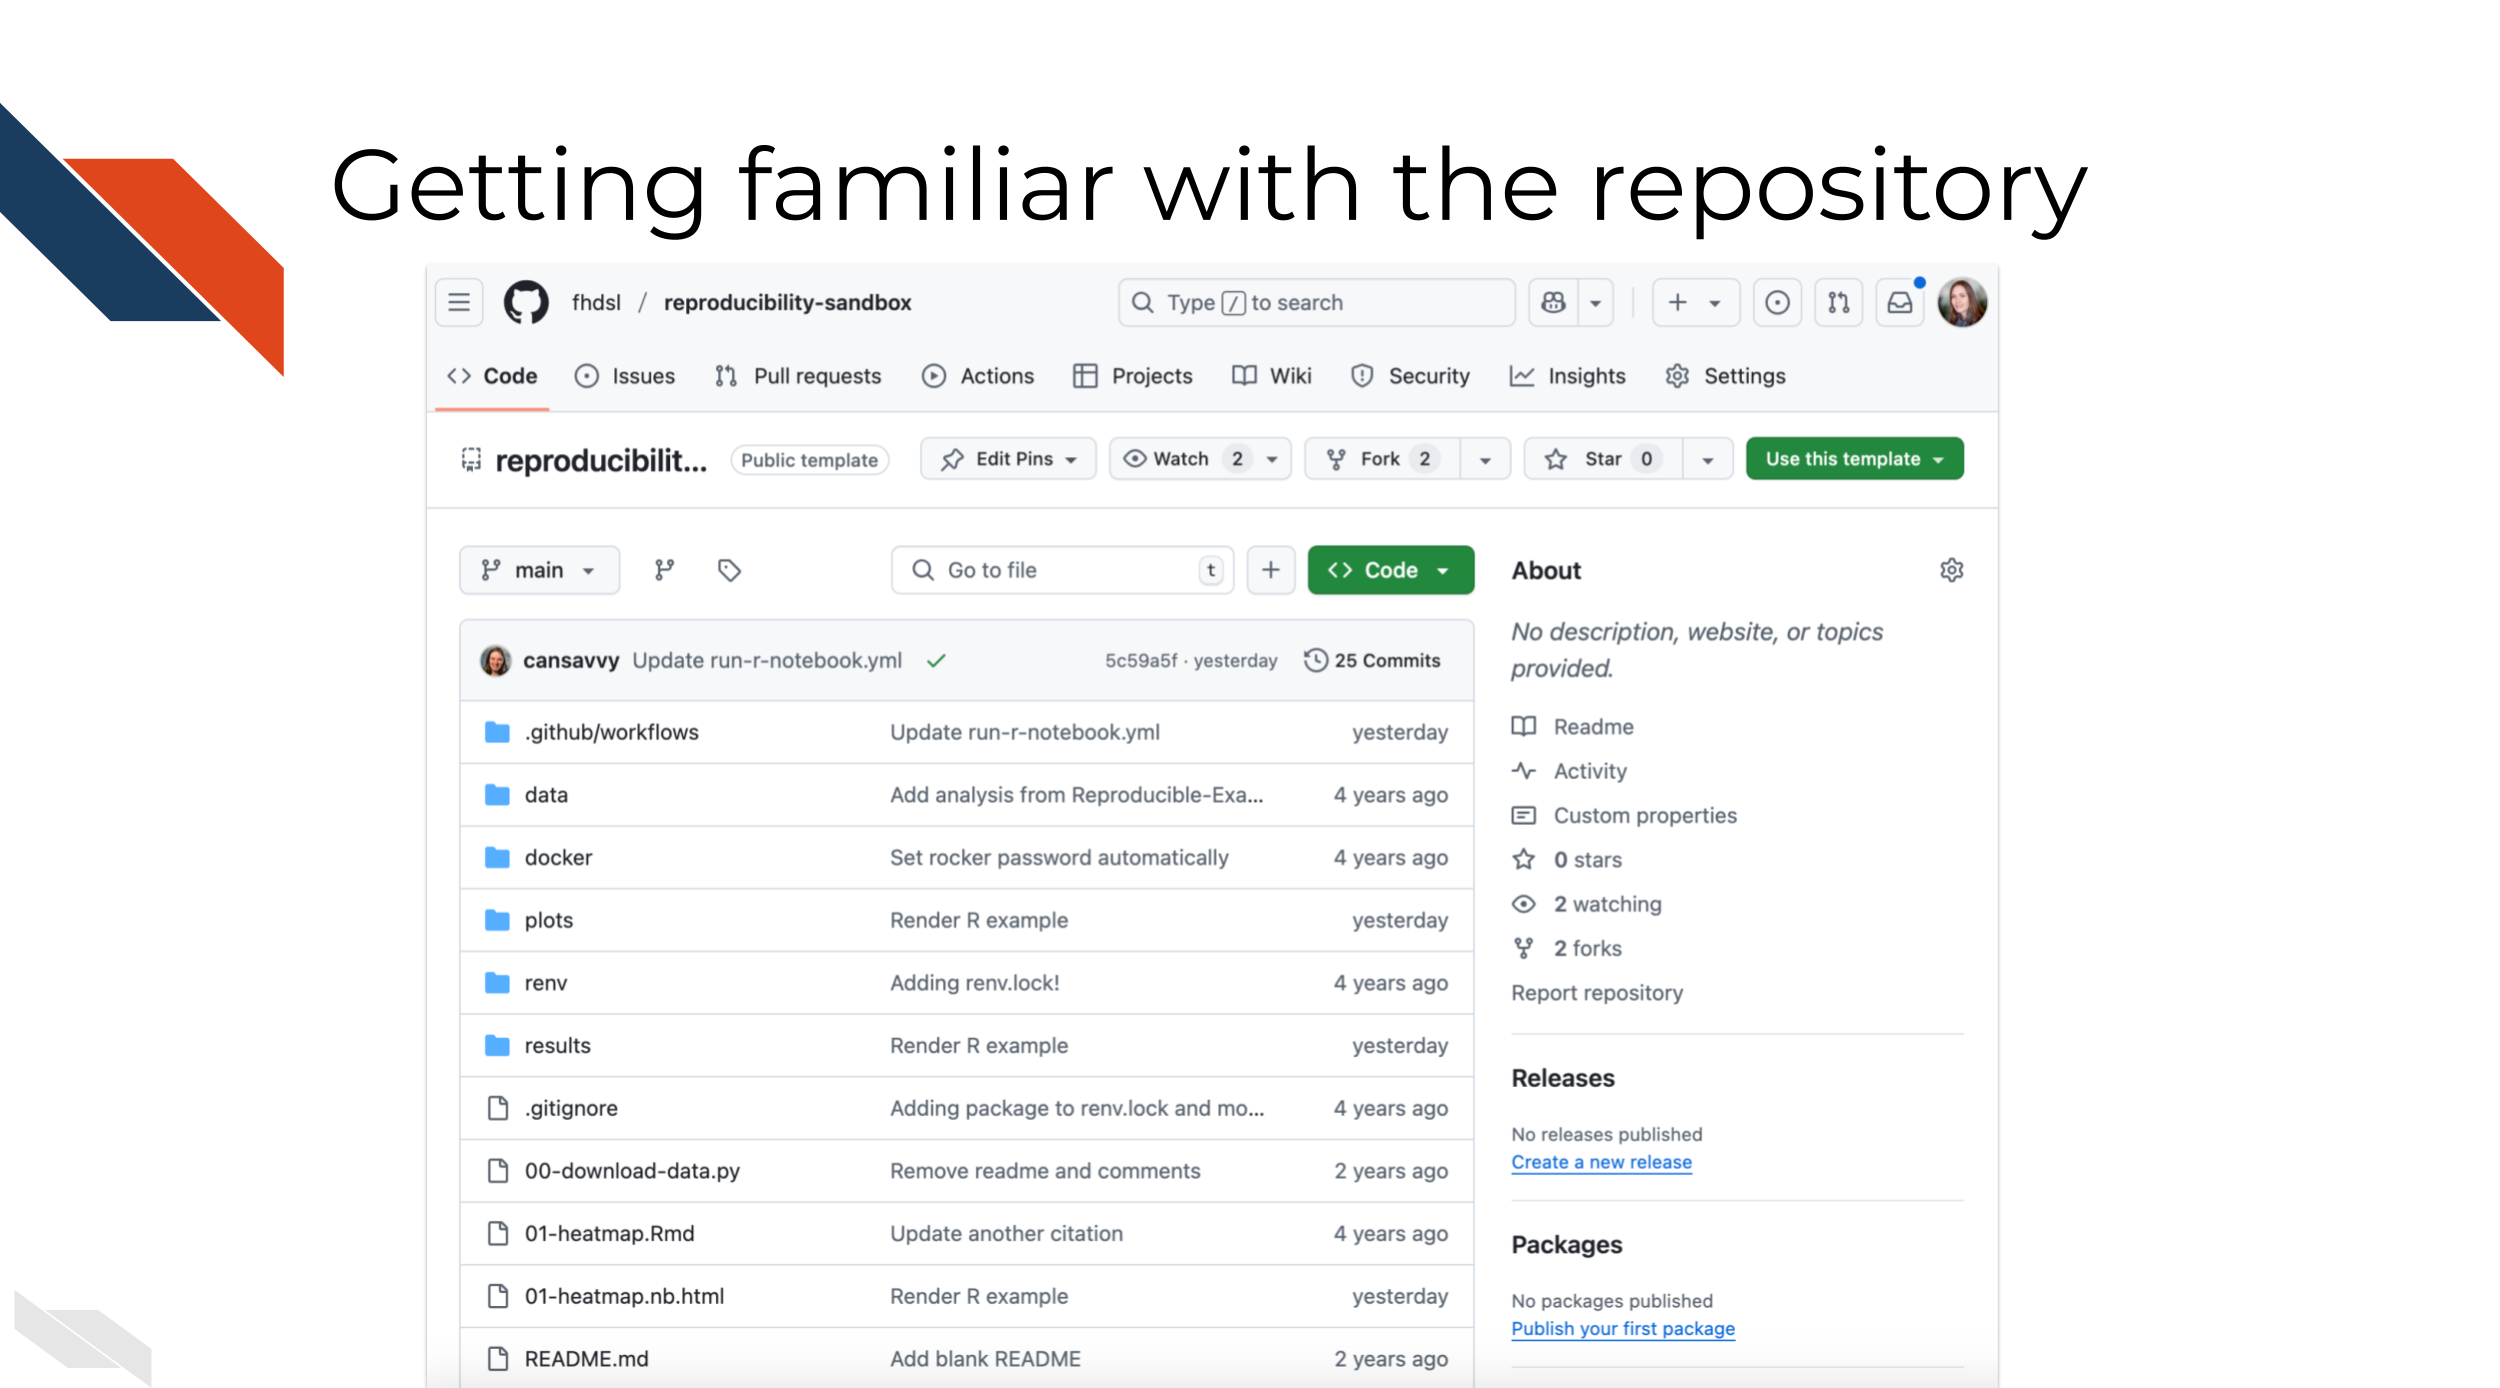 Getting familiar with the repository
fhdsl / reproducibility-sandbox
Type / to search
Code Issues Pull requests Actions Projects Wiki Security Insights Settings
reproducibilit... Public template Edit Pins Watch 2 Fork 2 Star 0 Use this template
main Go to file t + Code
cansavvy Update run-r-notebook.yml 5c59a5f · yesterday 25 Commits
.github/workflows Update run-r-notebook.yml yesterday
data Add analysis from Reproducible-Exa... 4 years ago
docker Set rocker password automatically 4 years ago
plots Render R example yesterday
renv Adding renv.lock! 4 years ago
results Render R example yesterday
.gitignore Adding package to renv.lock and mo... 4 years ago
00-download-data.py Remove readme and comments 2 years ago
01-heatmap.Rmd Update another citation 4 years ago
01-heatmap.nb.html Render R example yesterday
README.md Add blank README 2 years ago
About
No description, website, or topics
provided.
Readme
Activity
Custom properties
0 stars
2 watching
2 forks
Report repository
Releases
No releases published
Create a new release
Packages
No packages published
Publish your first package